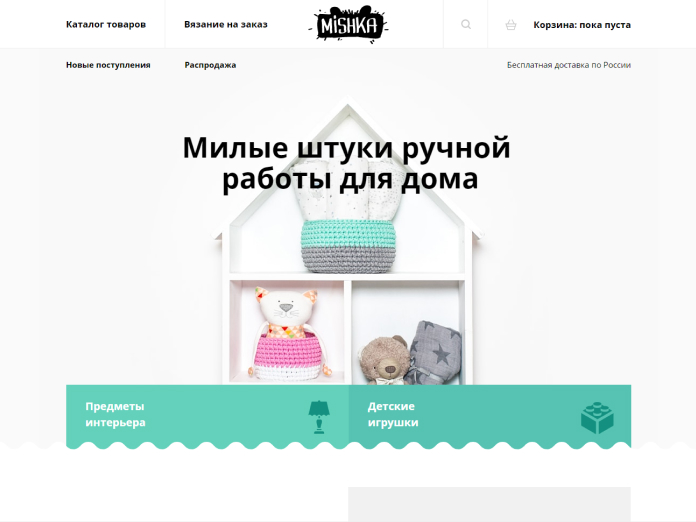 Каталог товаров
Вязание на заказ
MiSHKA
Корзина: пока пуста
Новые поступления
Распродажа
Бесплатная доставка по России
Милые штуки ручной
работы для дома
Предметы
интерьера
Детские
игрушки